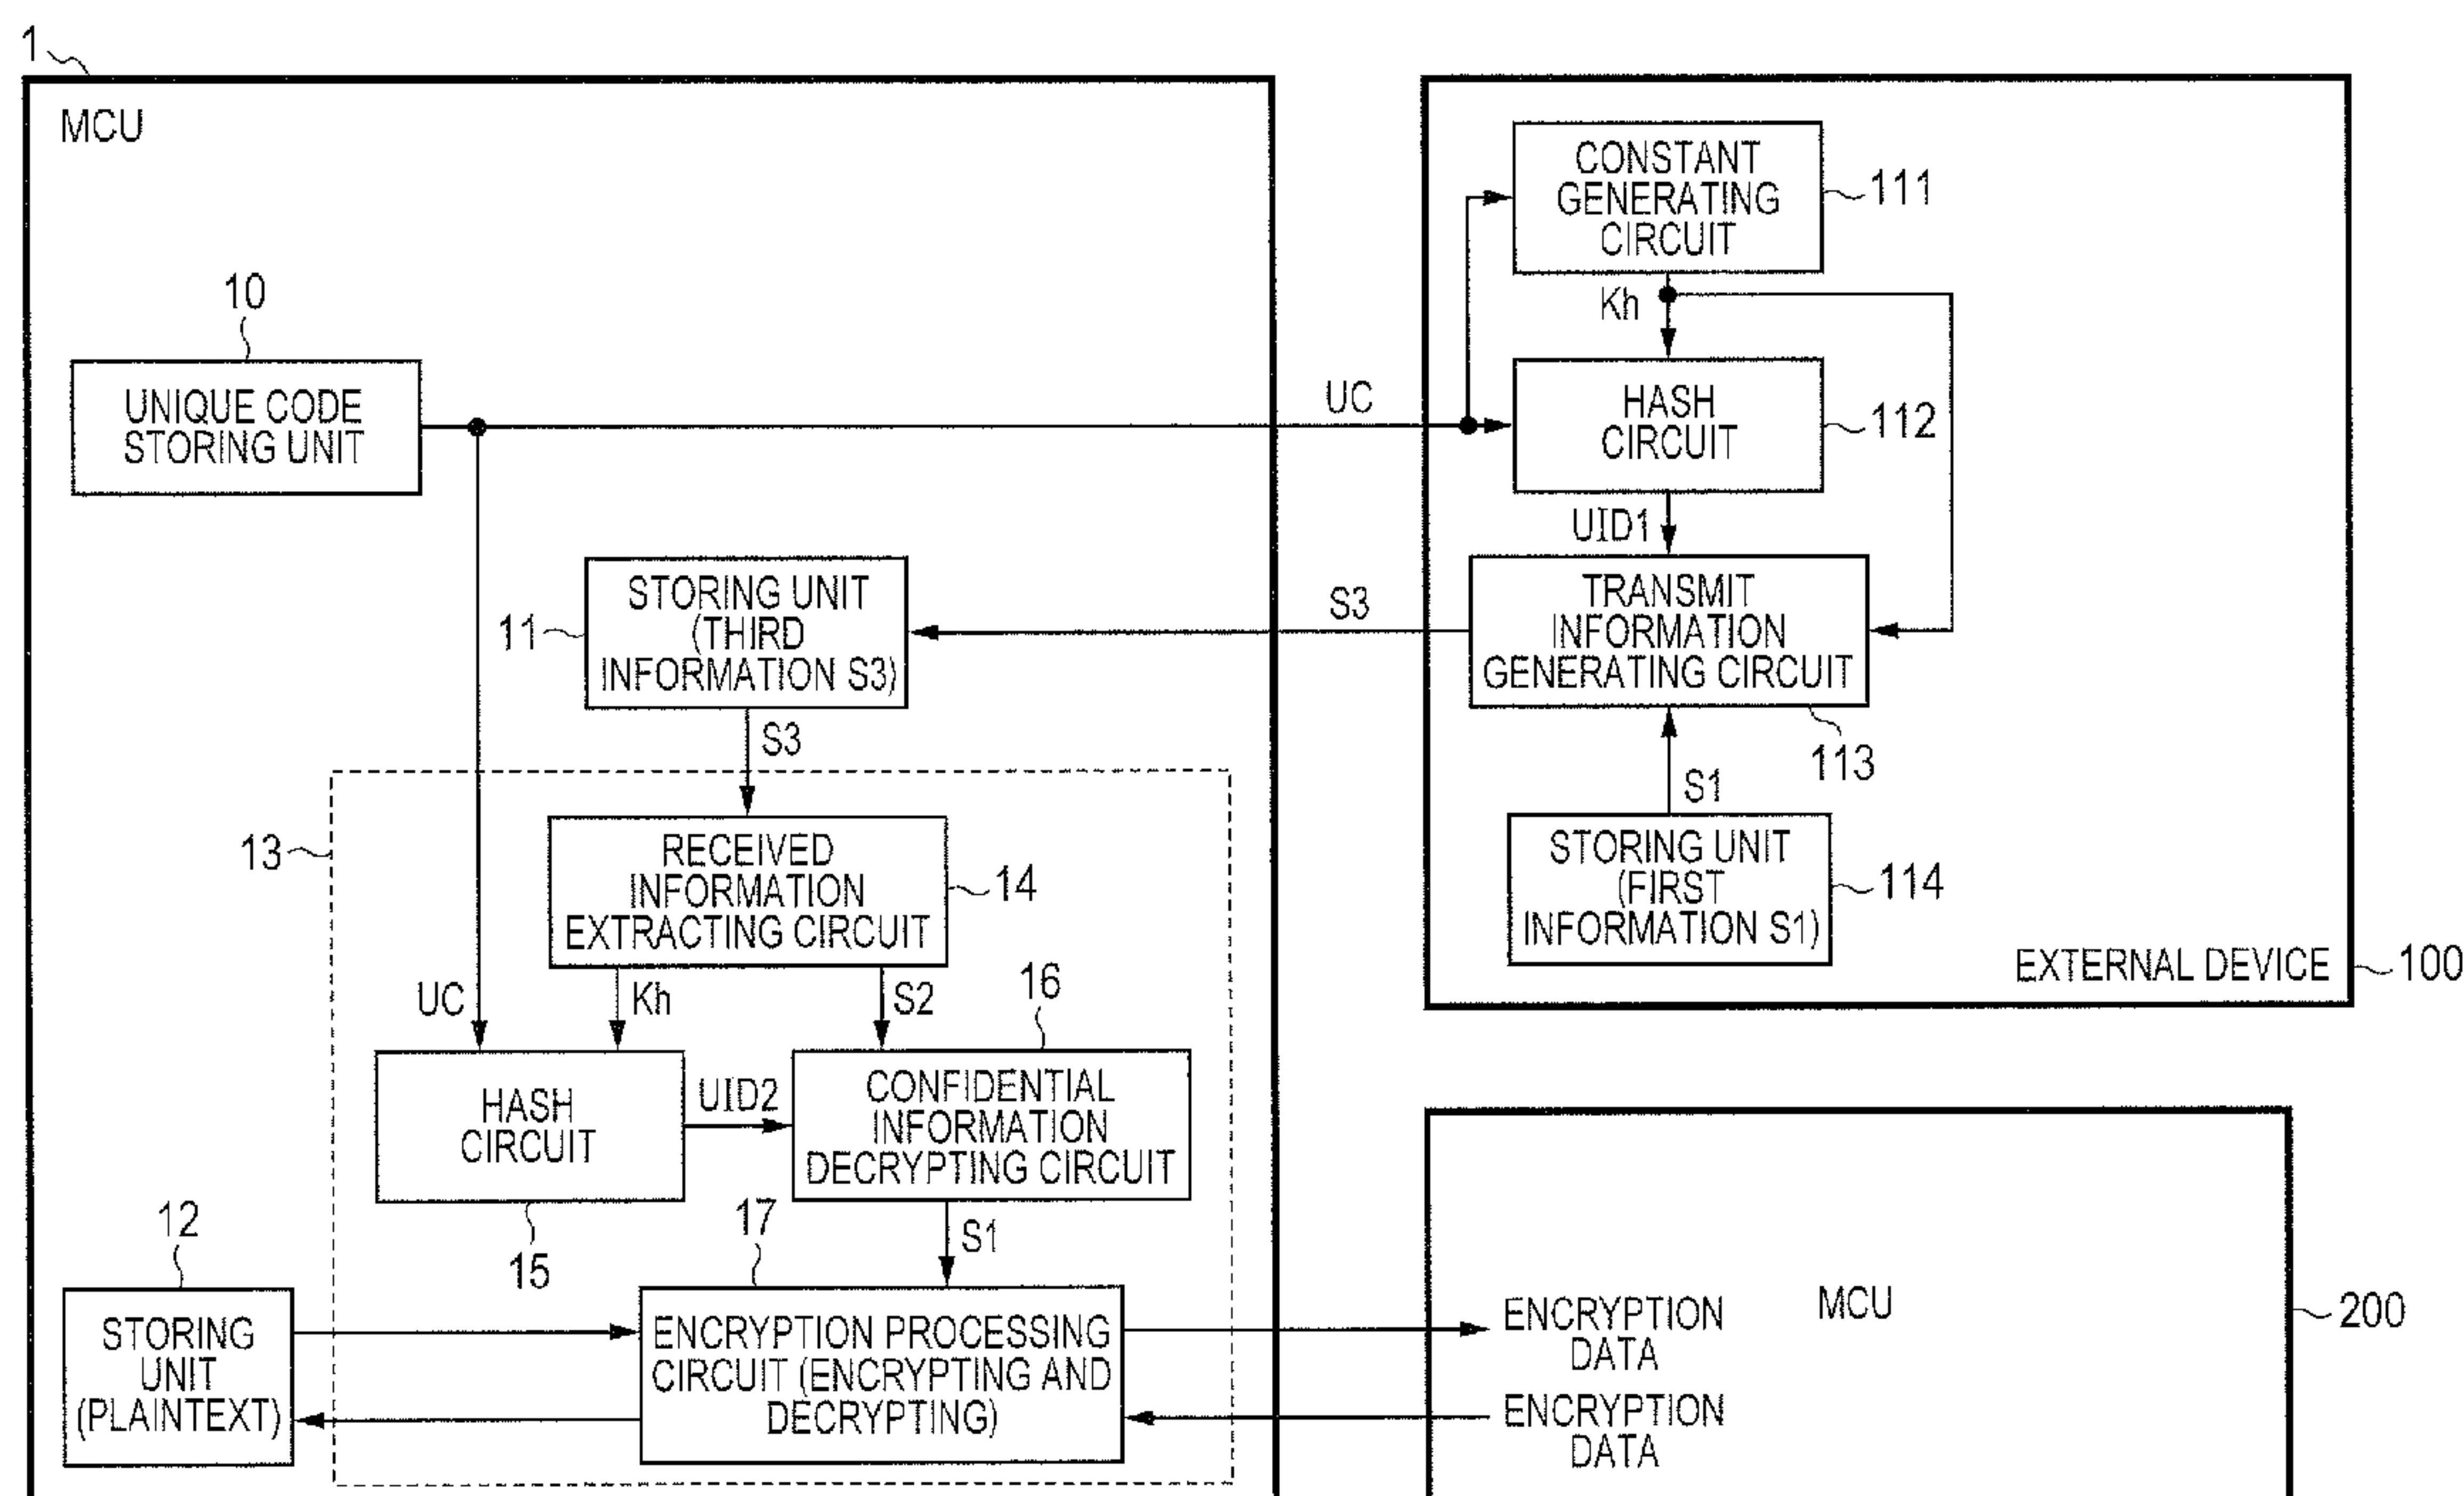 1
MCU
10
UNIQUE CODE
STORING UNIT
UC
CONSTANT
GENERATING
CIRCUIT
111
Kh
HASH
CIRCUIT
112
UID1
TRANSMIT
INFORMATION
GENERATING CIRCUIT
113
S3
S1
STORING UNIT
(FIRST
INFORMATION S1)
114
EXTERNAL DEVICE
100
11
STORING UNIT
(THIRD
INFORMATION S3)
S3
13
RECEIVED
INFORMATION
EXTRACTING CIRCUIT
14
UC
Kh
S2
16
HASH
CIRCUIT
15
UID2
CONFIDENTIAL
INFORMATION
DECRYPTING CIRCUIT
S1
12
STORING
UNIT
(PLAINTEXT)
17
ENCRYPTION PROCESSING
CIRCUIT (ENCRYPTING AND
DECRYPTING)
ENCRYPTION
DATA
ENCRYPTION
DATA
MCU
200